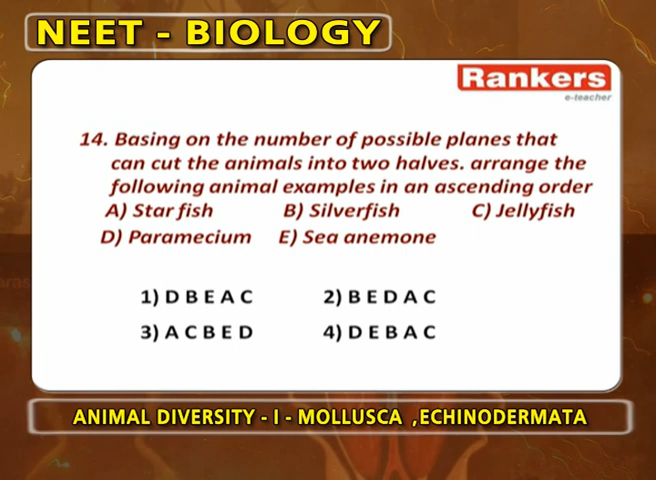 NEET - BIOLOGY
Rankers
e-teacher
14. Basing on the number of possible planes that
can cut the animals into two halves. arrange the
following animal examples in an ascending order
A) Star fish B) Silverfish C) Jellyfish
D) Paramecium E) Sea anemone
1) D B E A C 2) B E D A C
3) A C B E D 4) D E B A C
ANIMAL DIVERSITY - I - MOLLUSCA ,ECHINODERMATA